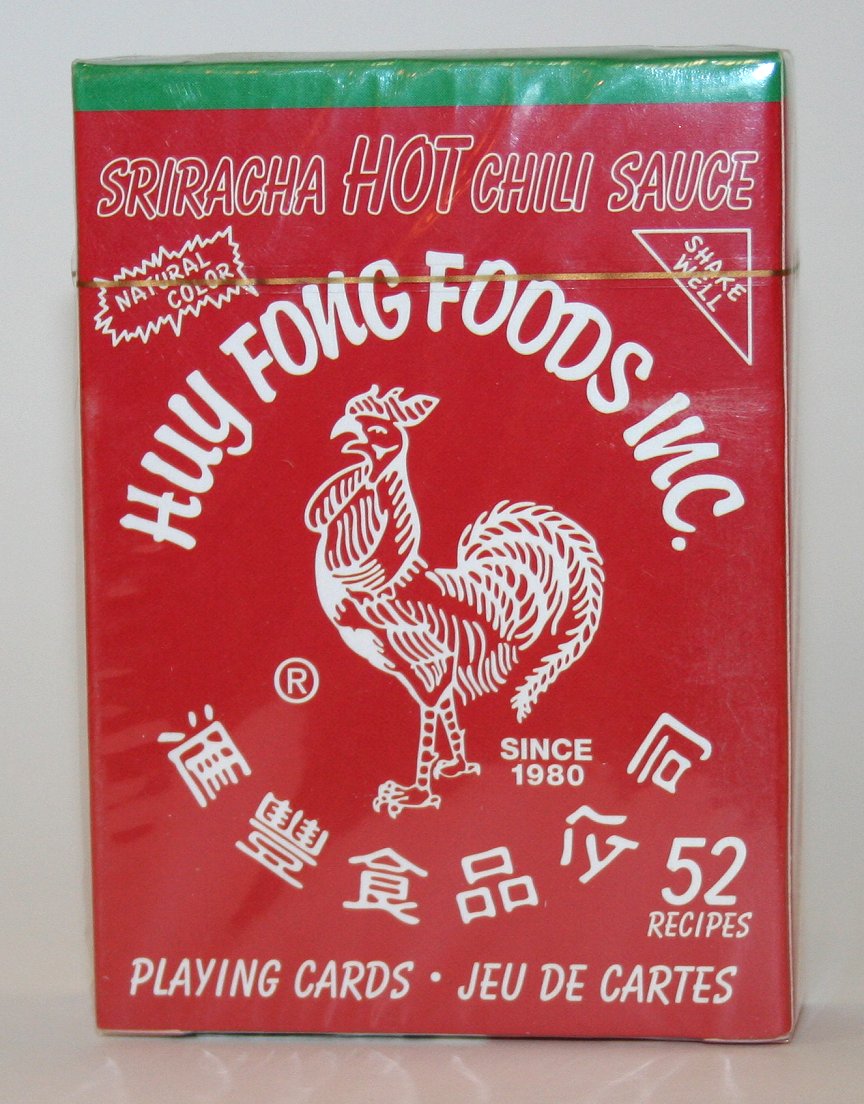 SRIRACHA HOT CHILI SAUCE
NATURAL
COLOR
SHAKE
WELL
HUY FONG FOODS INC.
®
SINCE
1980
匯豐食品公司
52
RECIPES
PLAYING CARDS • JEU DE CARTES